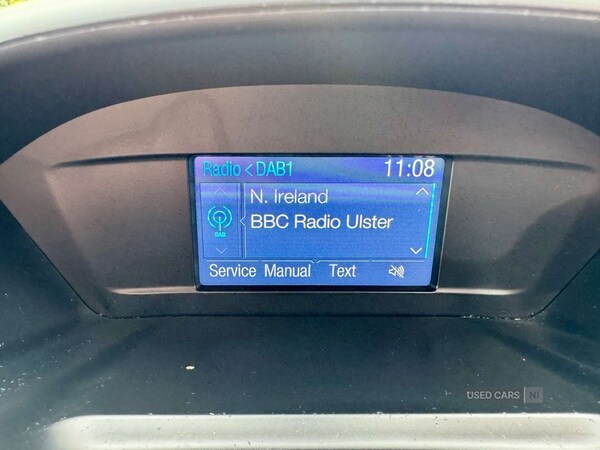 Radio < DAB1 11:08
N. Ireland
BBC Radio Ulster
DAB
Service Manual Text
USED CARS NI